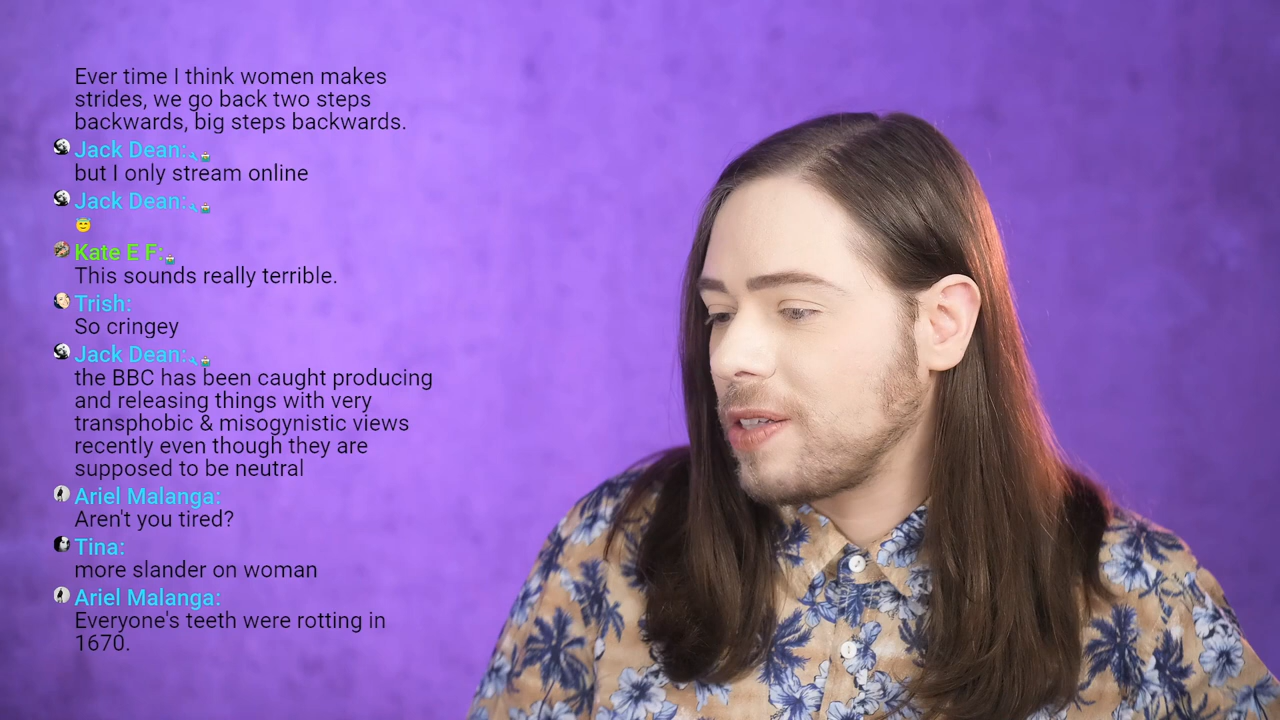 Ever time I think women makes
strides, we go back two steps
backwards, big steps backwards.
Jack Dean:
but I only stream online
Jack Dean:
😇
Kate E F:
This sounds really terrible.
Trish:
So cringey
Jack Dean:
the BBC has been caught producing
and releasing things with very
transphobic & misogynistic views
recently even though they are
supposed to be neutral
Ariel Malanga:
Aren't you tired?
Tina:
more slander on woman
Ariel Malanga:
Everyone's teeth were rotting in
1670.